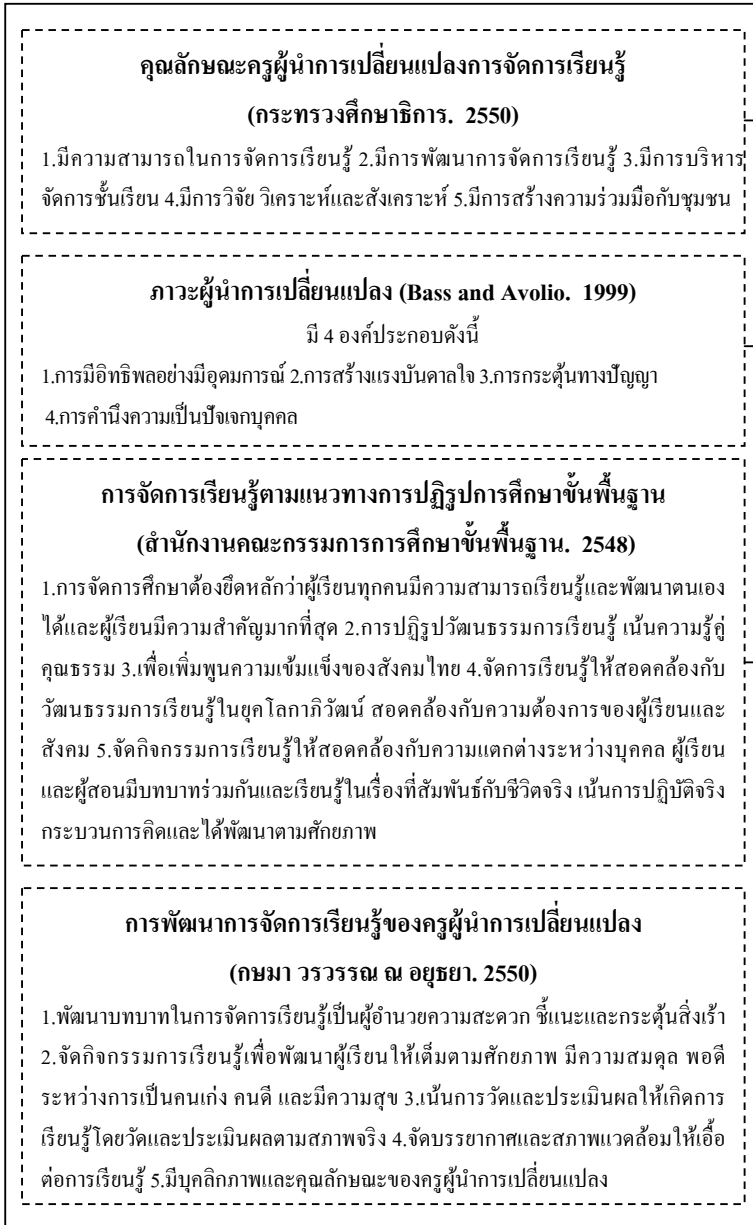 คุณลักษณะครูผู้นำการเปลี่ยนแปลงการจัดการเรียนรู้
(กระทรวงศึกษาธิการ. 2550)
1.มีความสามารถในการจัดการเรียนรู้ 2.มีการพัฒนาการจัดการเรียนรู้ 3.มีการบริหาร
จัดการชั้นเรียน 4.มีการวิจัย วิเคราะห์และสังเคราะห์ 5.มีการสร้างความร่วมมือกับชุมชน
ภาวะผู้นำการเปลี่ยนแปลง (Bass and Avolio. 1999)
มี 4 องค์ประกอบดังนี้
1.การมีอิทธิพลอย่างมีอุดมการณ์ 2.การสร้างแรงบันดาลใจ 3.การกระตุ้นทางปัญญา
4.การคำนึงความเป็นปัจเจกบุคคล
การจัดการเรียนรู้ตามแนวทางการปฏิรูปการศึกษาขั้นพื้นฐาน
(สำนักงานคณะกรรมการการศึกษาขั้นพื้นฐาน. 2548)
1.การจัดการศึกษาต้องยึดหลักว่าผู้เรียนทุกคนมีความสามารถเรียนรู้และพัฒนาตนเอง
ได้และผู้เรียนมีความสำคัญมากที่สุด 2.การปฏิรูปวัฒนธรรมการเรียนรู้ เน้นความรู้คู่
คุณธรรม 3.เพื่อเพิ่มพูนความเข้มแข็งของสังคมไทย 4.จัดการเรียนรู้ให้สอดคล้องกับ
วัฒนธรรมการเรียนรู้ในยุคโลกาภิวัฒน์ สอดคล้องกับความต้องการของผู้เรียนและ
สังคม 5.จัดกิจกรรมการเรียนรู้ให้สอดคล้องกับความแตกต่างระหว่างบุคคล ผู้เรียน
และผู้สอนมีบทบาทร่วมกันและเรียนรู้ในเรื่องที่สัมพันธ์กับชีวิตจริง เน้นการปฏิบัติจริง
กระบวนการคิดและได้พัฒนาตามศักยภาพ
การพัฒนาการจัดการเรียนรู้ของครูผู้นำการเปลี่ยนแปลง
(กษมา วรวรรณ ณ อยุธยา. 2550)
1.พัฒนาบทบาทในการจัดการเรียนรู้เป็นผู้อำนวยความสะดวก ชี้แนะและกระตุ้นสิ่งเร้า
2.จัดกิจกรรมการเรียนรู้เพื่อพัฒนาผู้เรียนให้เต็มตามศักยภาพ มีความสมดุล พอดี
ระหว่างการเป็นคนเก่ง คนดี และมีความสุข 3.เน้นการวัดและประเมินผลให้เกิดการ
เรียนรู้โดยวัดและประเมินผลตามสภาพจริง 4.จัดบรรยากาศและสภาพแวดล้อมให้เอื้อ
ต่อการเรียนรู้ 5.มีบุคลิกภาพและคุณลักษณะของครูผู้นำการเปลี่ยนแปลง